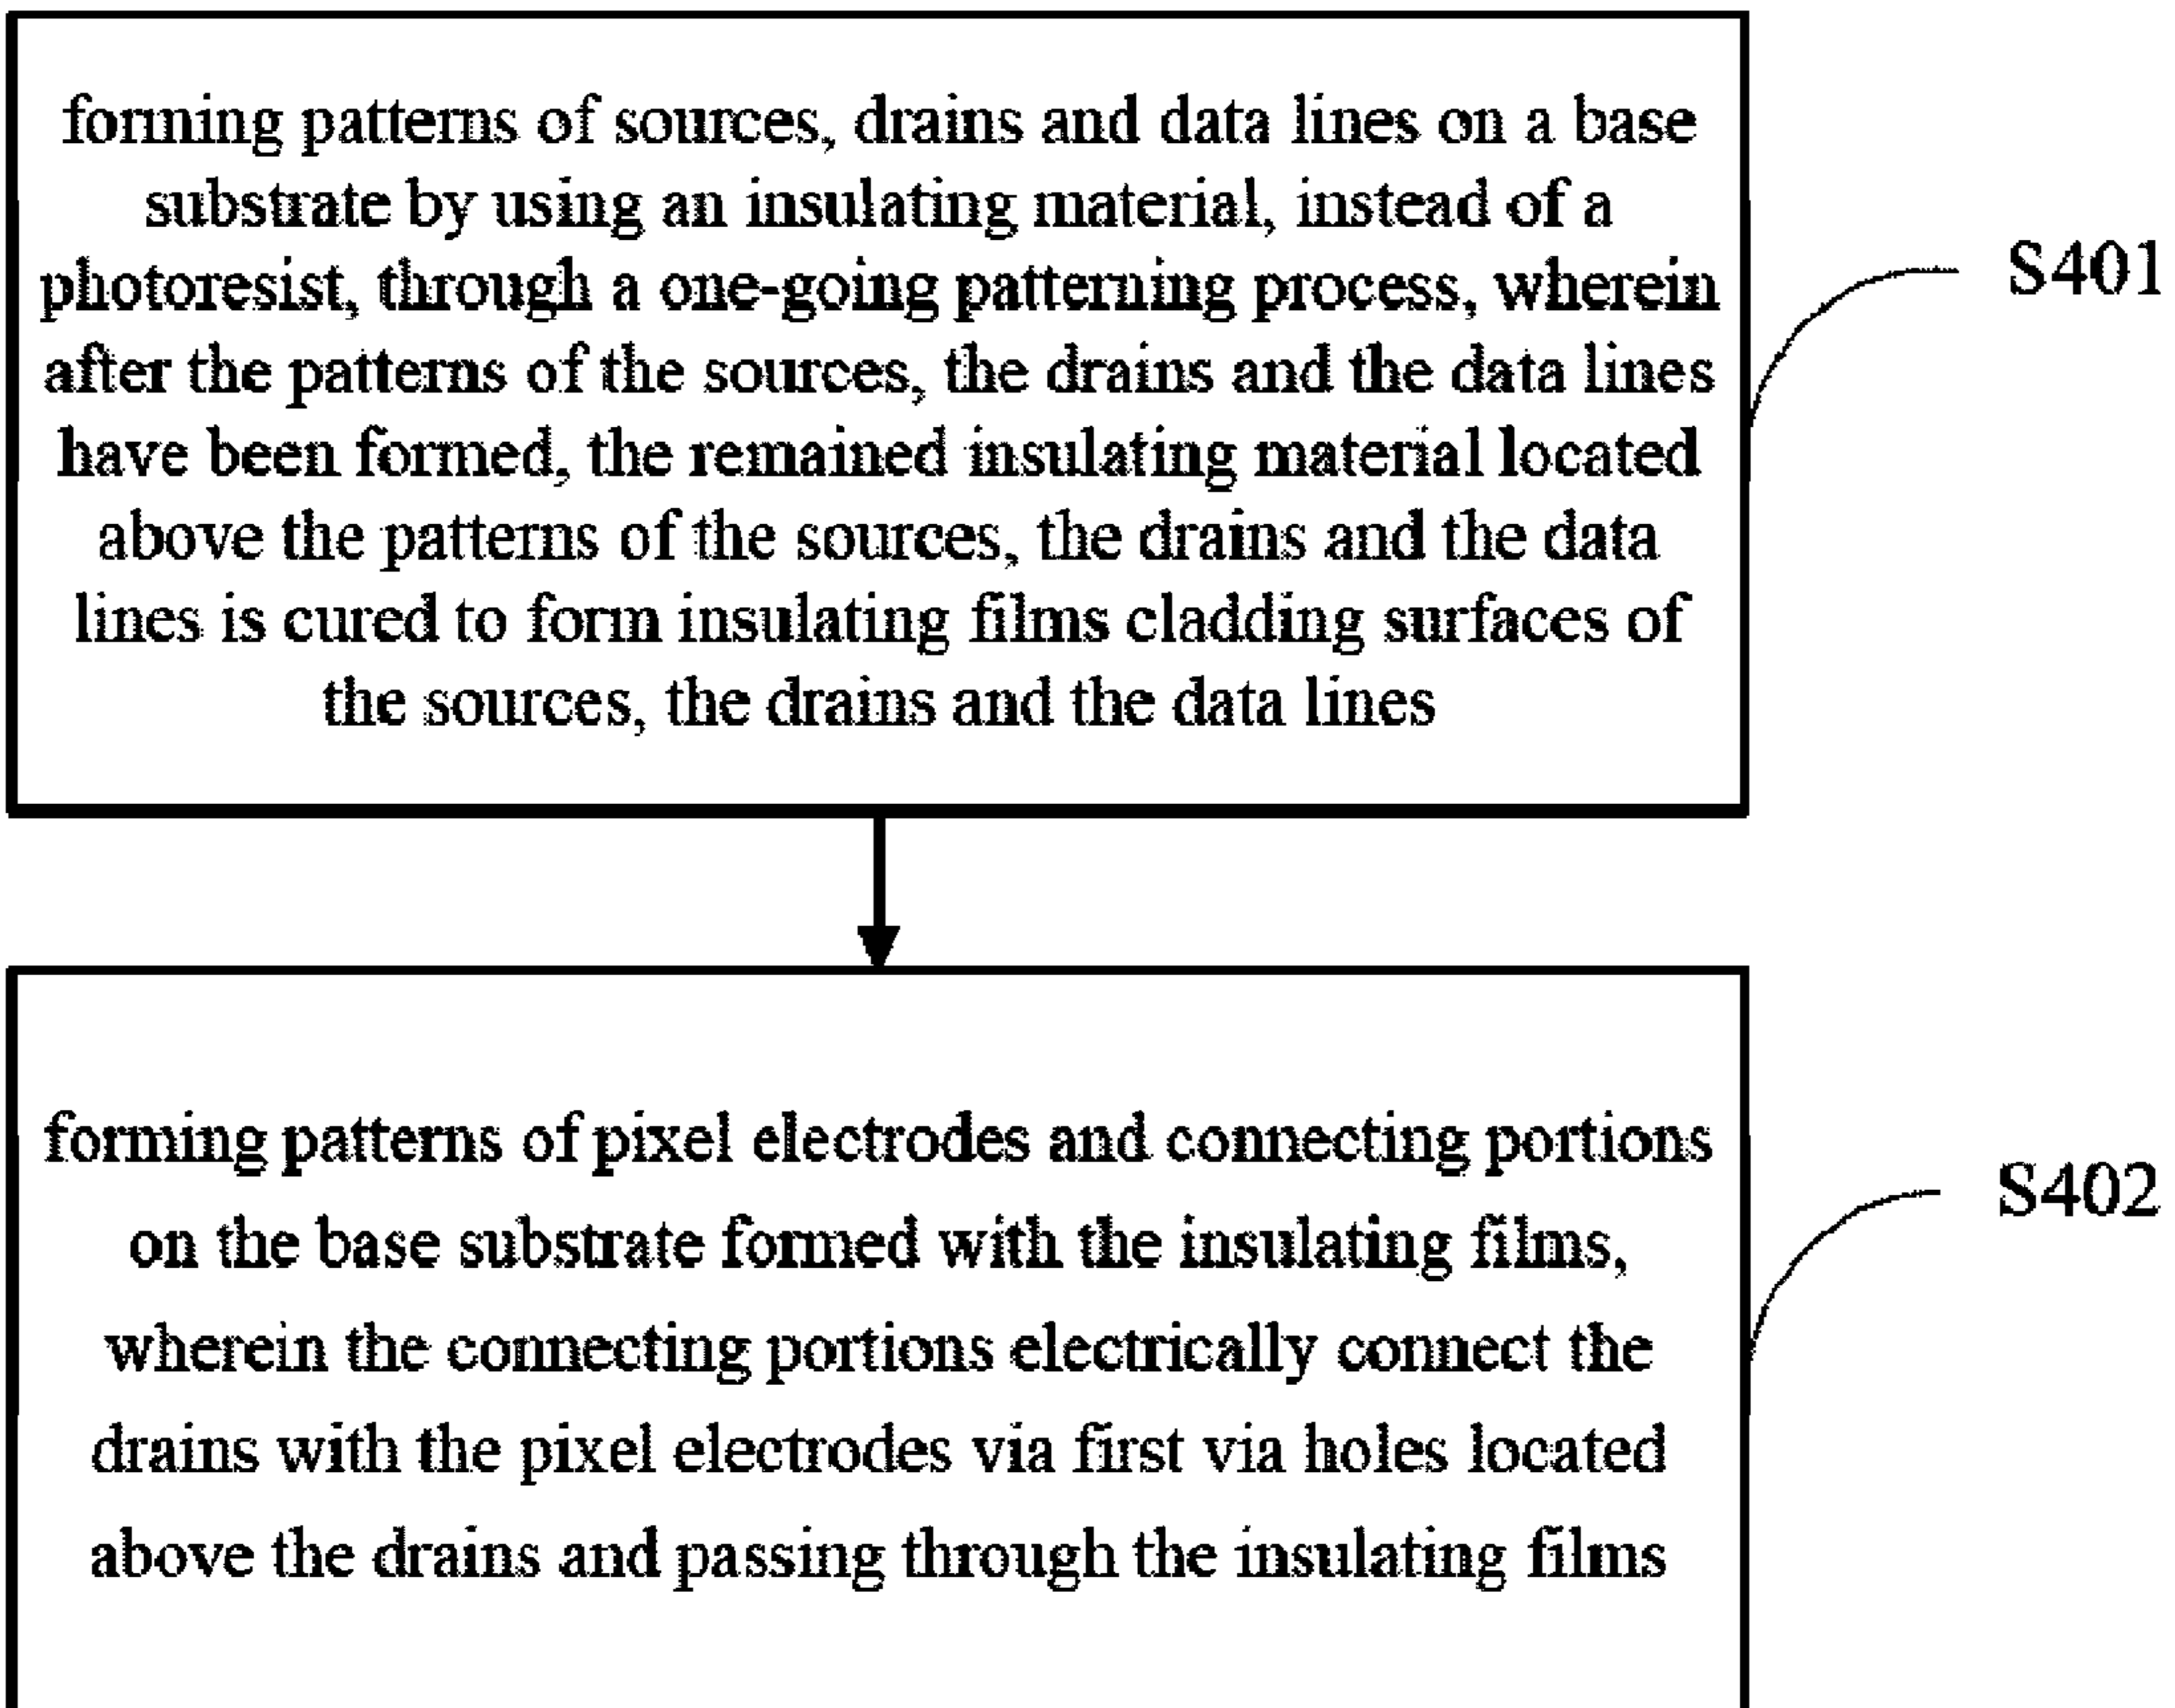 forming patterns of sources, drains and data lines on a base
substrate by using an insulating material, instead of a
photoresist, through a one-going patterning process, wherein
after the patterns of the sources, the drains and the data lines
have been formed, the remained insulating material located
above the patterns of the sources, the drains and the data
lines is cured to form insulating films cladding surfaces of
the sources, the drains and the data lines
S401
forming patterns of pixel electrodes and connecting portions
on the base substrate formed with the insulating films,
wherein the connecting portions electrically connect the
drains with the pixel electrodes via first via holes located
above the drains and passing through the insulating films
S402